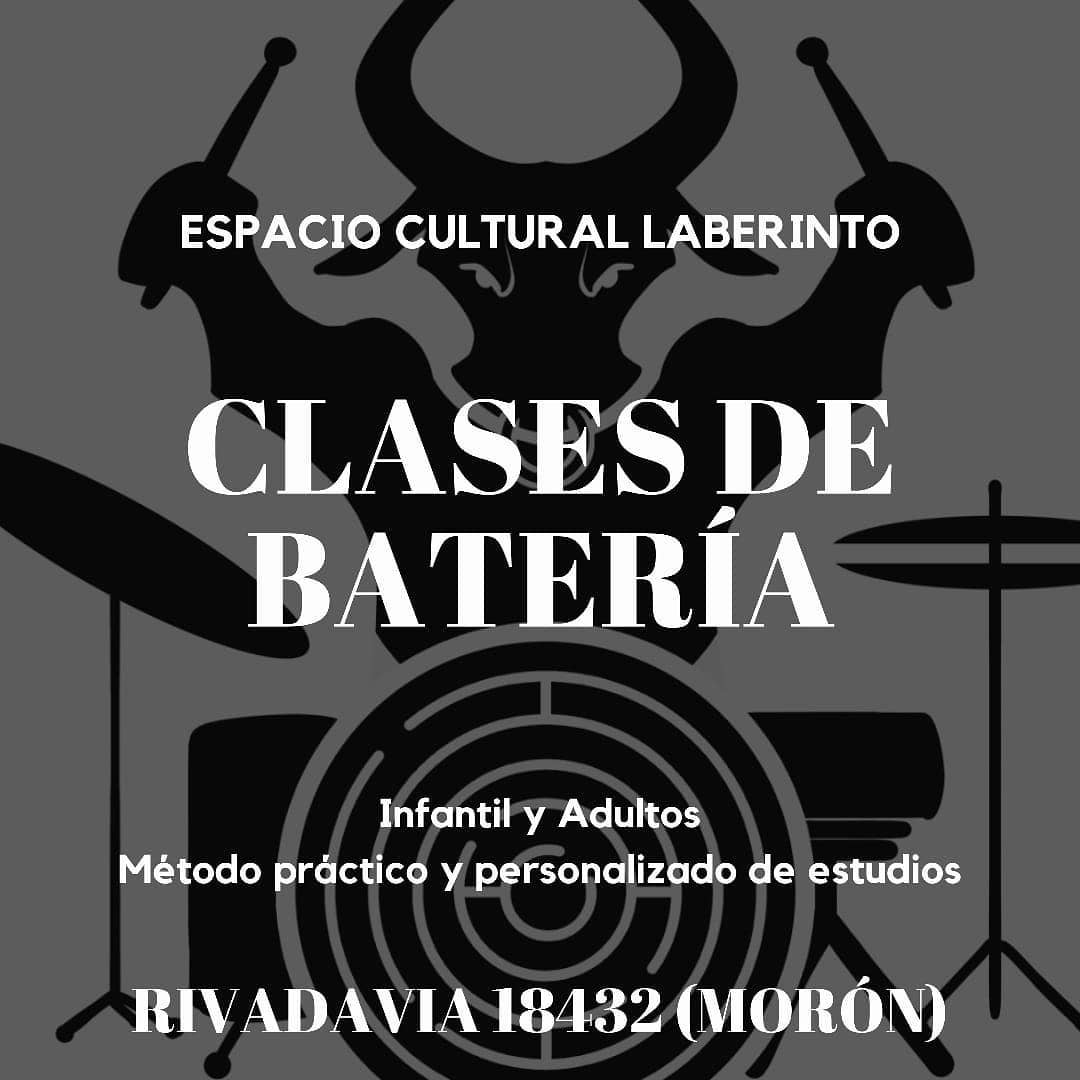 ESPACIO CULTURAL LABERINTO
CLASES DE
BATERÍA
Infantil y Adultos
Método práctico y personalizado de estudios
RIVADAVIA 18432 (MORÓN)